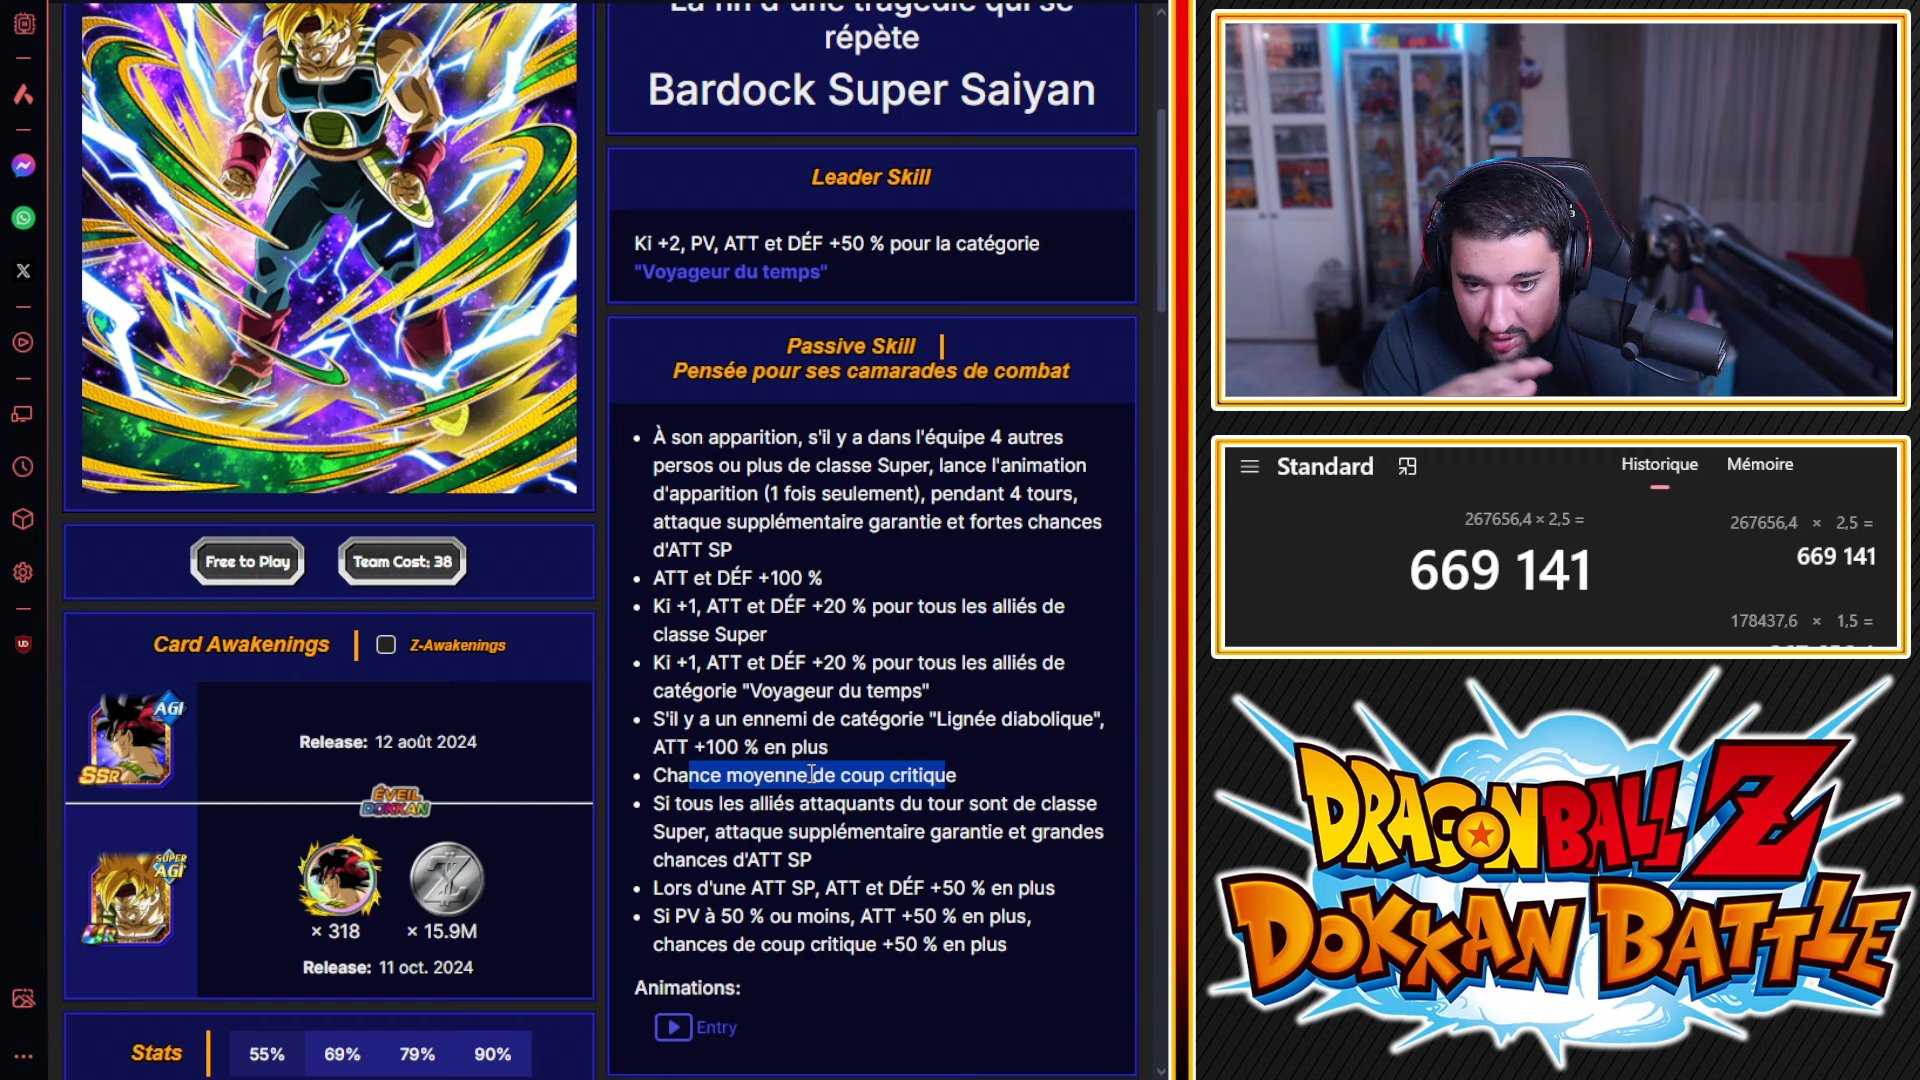 La fin d'une tragédie qui se
répète
Bardock Super Saiyan
Leader Skill
Ki +2, PV, ATT et DÉF +50 % pour la catégorie
"Voyageur du temps"
Passive Skill
Pensée pour ses camarades de combat
À son apparition, s'il y a dans l'équipe 4 autres
persos ou plus de classe Super, lance l'animation
d'apparition (1 fois seulement), pendant 4 tours,
attaque supplémentaire garantie et fortes chances
d'ATT SP
ATT et DÉF +100 %
Ki +1, ATT et DÉF +20 % pour tous les alliés de
classe Super
Ki +1, ATT et DÉF +20 % pour tous les alliés de
catégorie "Voyageur du temps"
S'il y a un ennemi de catégorie "Lignée diabolique",
ATT +100 % en plus
Chance moyenne de coup critique
Si tous les alliés attaquants du tour sont de classe
Super, attaque supplémentaire garantie et grandes
chances d'ATT SP
Lors d'une ATT SP, ATT et DÉF +50 % en plus
Si PV à 50 % ou moins, ATT +50 % en plus,
chances de coup critique +50 % en plus
Animations:
Entry
Free to Play
Team Cost: 38
Card Awakenings
Z-Awakenings
AGI
SSR
Release: 12 août 2024
ÉVEIL
DOKKAN
SUPER
AGI
UR
× 318
× 15.9M
Release: 11 oct. 2024
Stats
55%
69%
79%
90%
Standard
Historique
Mémoire
267656,4 × 2,5 =
669 141
267656,4 × 2,5 =
669 141
178437,6 × 1,5 =
DRAGON BALL Z
DOKKAN BATTLE